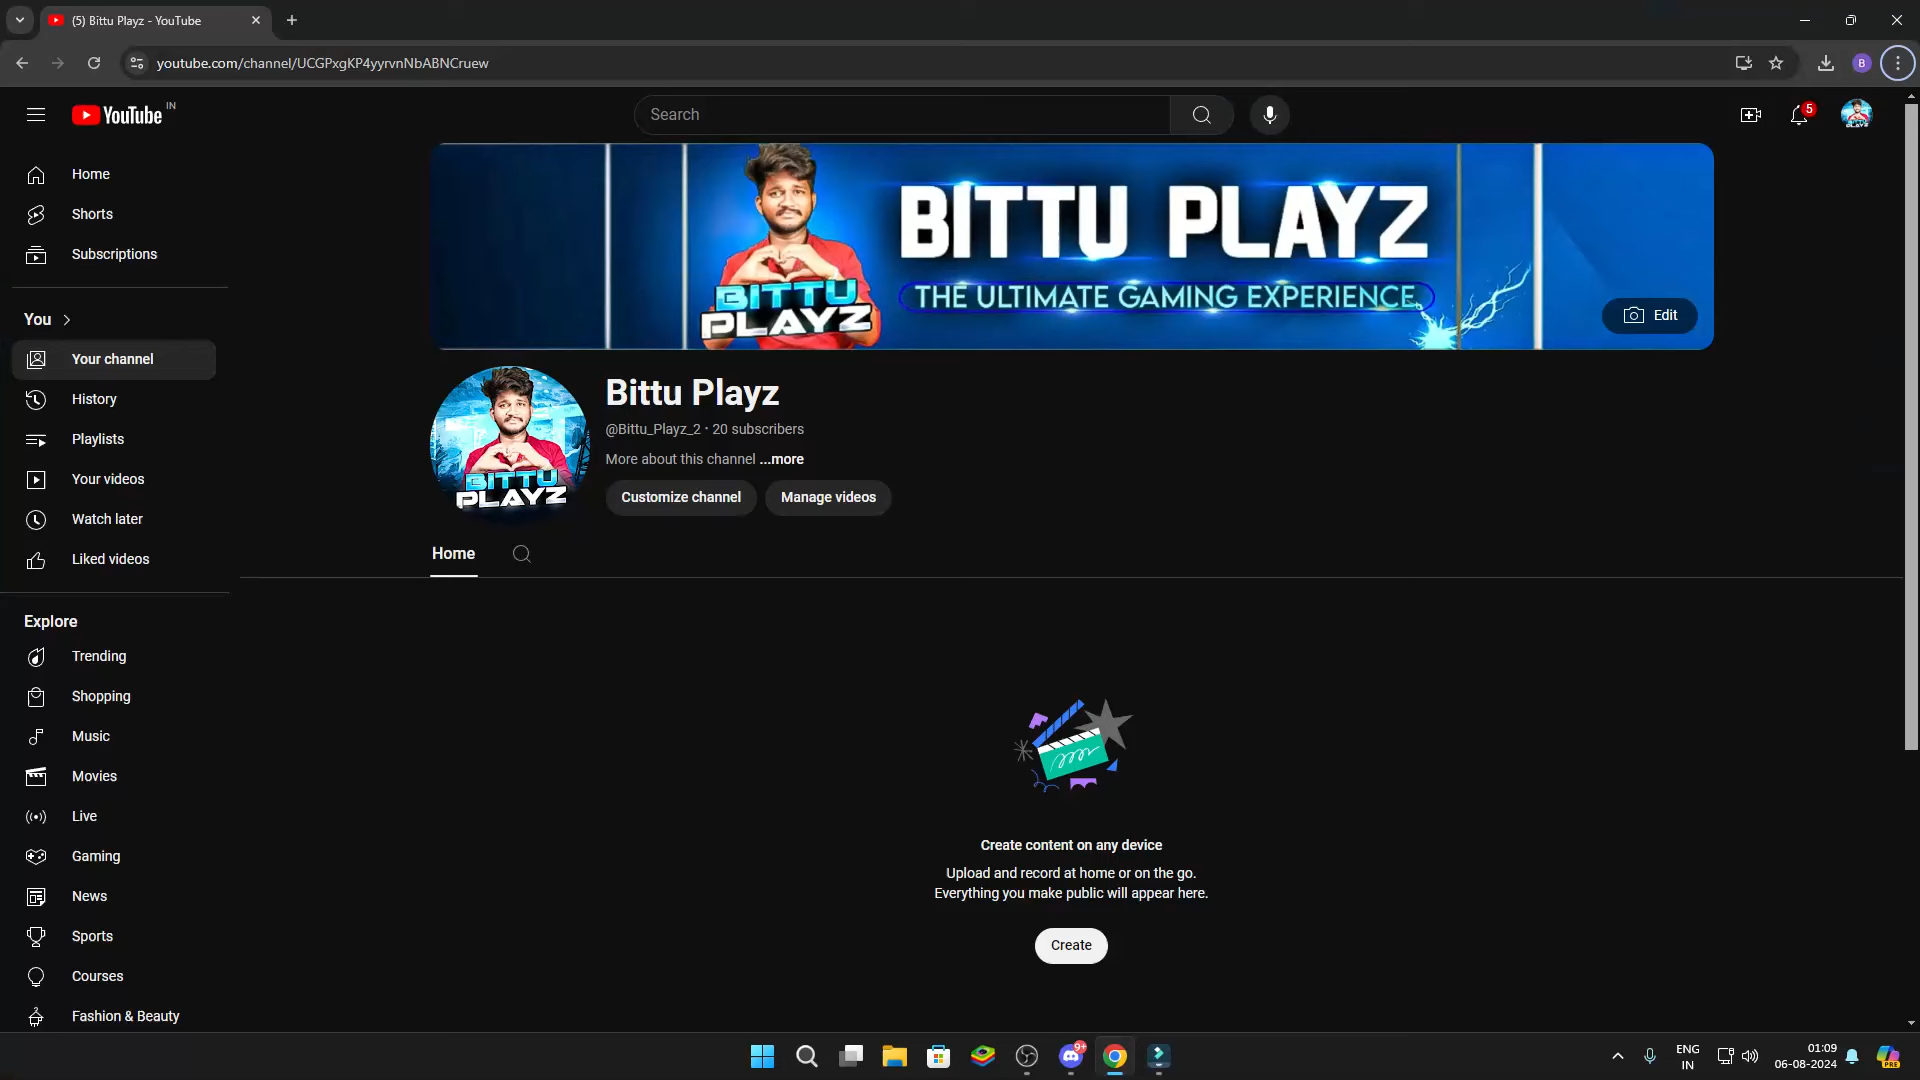 (5) Bittu Playz - YouTube
youtube.com/channel/UCGPxgKP4yyrvnNbABNCruew
B
YouTube IN
Search
5
Home
Shorts
Subscriptions
You
Your channel
History
Playlists
Your videos
Watch later
Liked videos
Explore
Trending
Shopping
Music
Movies
Live
Gaming
News
Sports
Courses
Fashion & Beauty
BITTU PLAYZ
THE ULTIMATE GAMING EXPERIENCE
BITTU
PLAYZ
Edit
BITTU
PLAYZ
Bittu Playz
@Bittu_Playz_2 · 20 subscribers
More about this channel ...more
Customize channel
Manage videos
Home
Create content on any device
Upload and record at home or on the go.
Everything you make public will appear here.
Create
9+
ENG
IN
01:09
06-08-2024
PRE